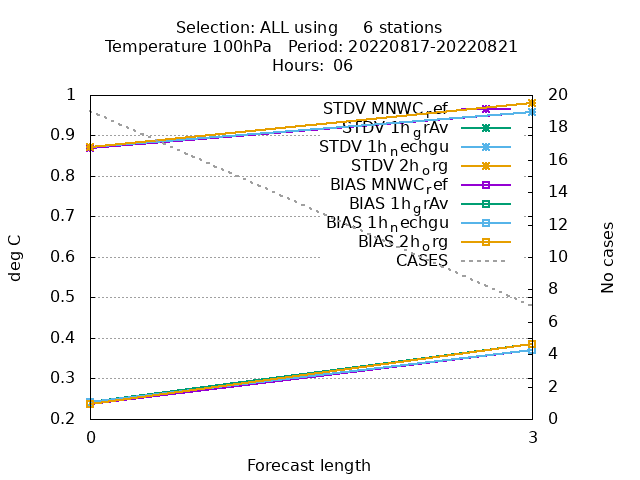 Selection: ALL using     6 stations
Temperature 100hPa   Period: 20220817-20220821
Hours:  06
1
0.9
0.8
0.7
0.6
0.5
0.4
0.3
0.2
deg C
STDV MNWC_ref
STDV 1h_grAv
STDV 1h_nechgu
STDV 2h_org
BIAS MNWC_ref
BIAS 1h_grAv
BIAS 1h_nechgu
BIAS 2h_org
CASES
20
18
16
14
12
10
8
6
4
2
0
No cases
0
3
Forecast length